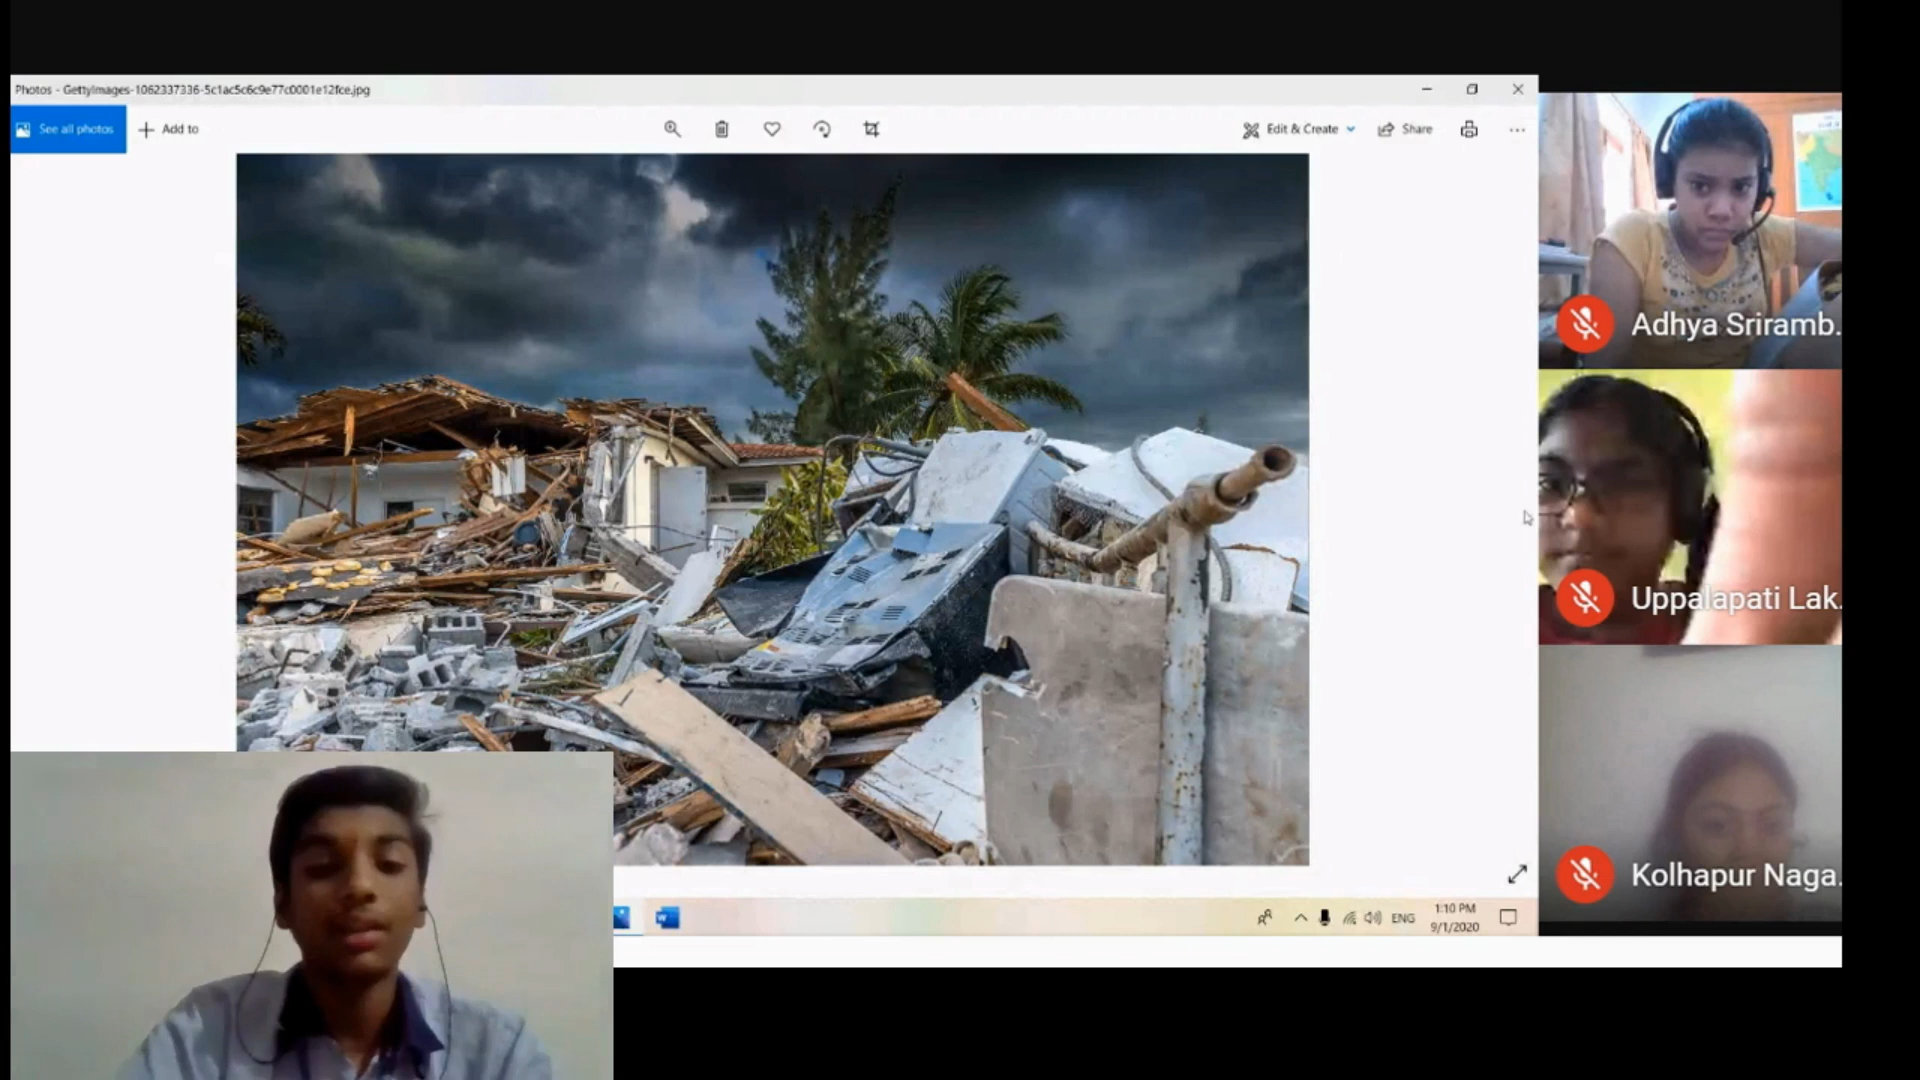 Photos - GettyImages-1062337336-5c1ac5c6c9e77c0001e12fce.jpg
See all photos
Add to
Edit & Create
Share
Adhya Sriramb.
Uppalapati Lak.
Kolhapur Naga.
W
ENG
1:10 PM
9/1/2020